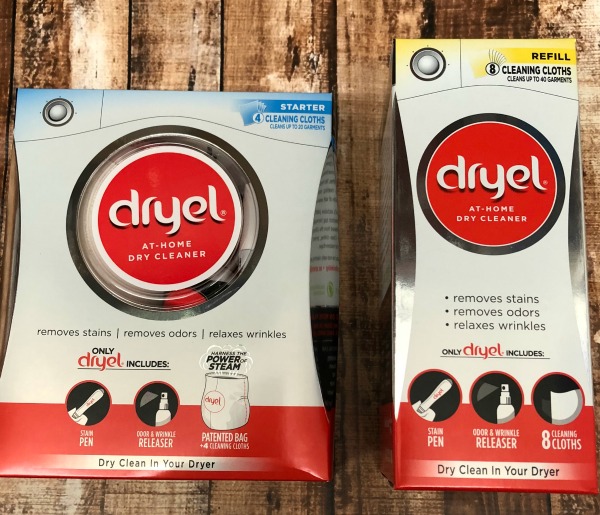 STARTER
4 CLEANING CLOTHS
CLEANS UP TO 20 GARMENTS
dryel®
AT-HOME
DRY CLEANER
removes stains | removes odors | relaxes wrinkles
ONLY
dryel INCLUDES:
HARNESS THE
POWER OF
STEAM
dryel
STAIN
PEN
ODOR & WRINKLE
RELEASER
PATENTED BAG
+4 CLEANING CLOTHS
Dry Clean In Your Dryer
REFILL
8 CLEANING CLOTHS
CLEANS UP TO 40 GARMENTS
dryel®
AT-HOME
DRY CLEANER
• removes stains
• removes odors
• relaxes wrinkles
ONLY dryel INCLUDES:
STAIN
PEN
ODOR & WRINKLE
RELEASER
8 CLEANING
CLOTHS
Dry Clean In Your Dryer